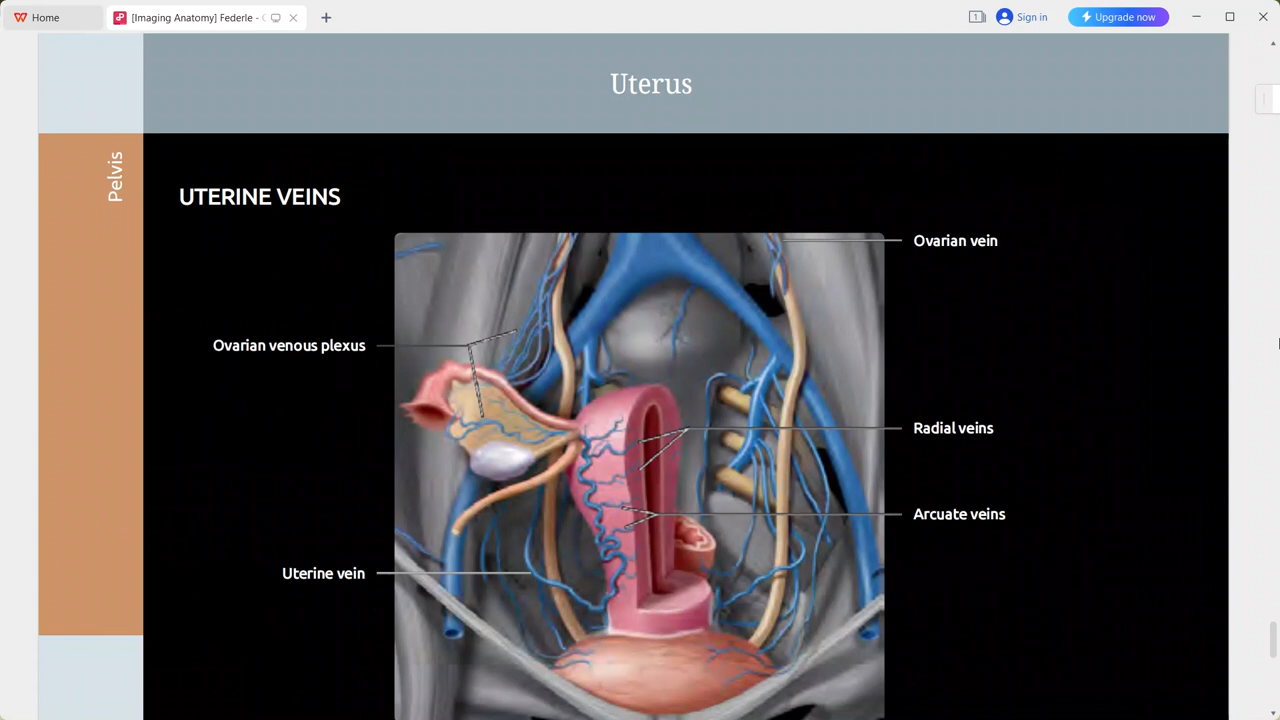 Home
[Imaging Anatomy] Federle -
1
Sign in
Upgrade now
Uterus
Pelvis
UTERINE VEINS
Ovarian vein
Ovarian venous plexus
Radial veins
Arcuate veins
Uterine vein